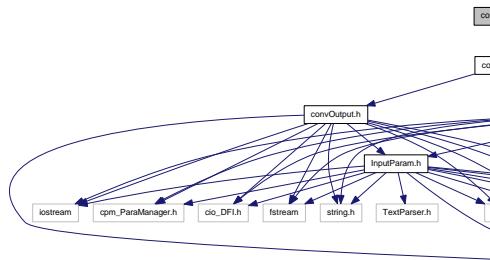 co
co
convOutput.h
InputParam.h
iostream
cpm_ParaManager.h
cio_DFI.h
fstream
string.h
TextParser.h